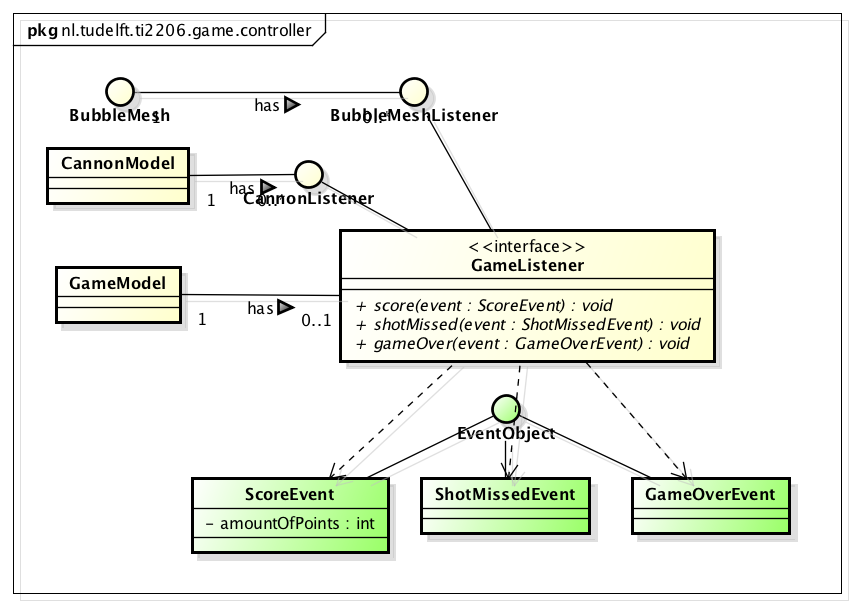 pkg nl.tudelft.ti2206.game.controller
has
BubbleMesh
1
BubbleMeshListener
0..*
CannonModel
has
1
0..*
CannonListener
<<interface>>
GameListener
GameModel
has
1
0..1
+ score(event : ScoreEvent) : void
+ shotMissed(event : ShotMissedEvent) : void
+ gameOver(event : GameOverEvent) : void
EventObject
ScoreEvent
- amountOfPoints : int
ShotMissedEvent
GameOverEvent